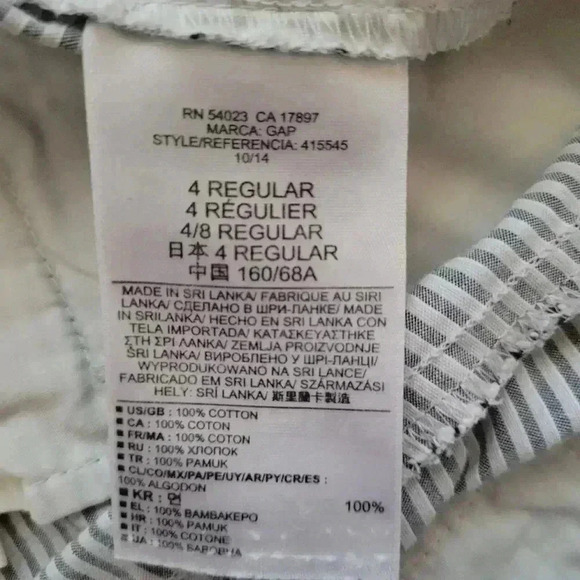 RN 54023 CA 17897
MARCA: GAP
STYLE/REFERENCIA: 415545
10/14
4 REGULAR
4 RÉGULIER
4/8 REGULAR
日本 4 REGULAR
中国 160/68A
MADE IN SRI LANKA/ FABRIQUE AU SIRI
LANKA/ СДЕЛАНО В ШРИ-ЛАНКЕ/ MADE
IN SRILANKA/ HECHO EN SRI LANKA CON
TELA IMPORTADA/ ΚΑΤΑΣΚΕΥΑΣΤΗΚΕ
ΣΤΗ ΣΡΙ ΛΑΝΚΑ/ ZEMLJA PROIZVODNJE
ŠRI LANKA/ ВИРОБЛЕНО У ШРІ-ЛАНЦІ/
WYPRODUKOWANO NA SRI LANCE/
FABRICADO EM SRI LANKA/ SZÁRMAZÁSI
HELY: SRÍ LANKA/ 斯里蘭卡製造
US/GB : 100% COTTON
CA : 100% COTON
FR/MA : 100% COTON
RU : 100% ХЛОПОК
TR : 100% PAMUK
CL/CO/MX/PA/PE/UY/AR/PY/CR/ES :
100% ALGODON
KR : 면 100%
EL : 100% ΒΑΜΒΑΚΕΡΟ
HR : 100% PAMUK
IT : 100% COTONE
UA : 100% БАВОВНА